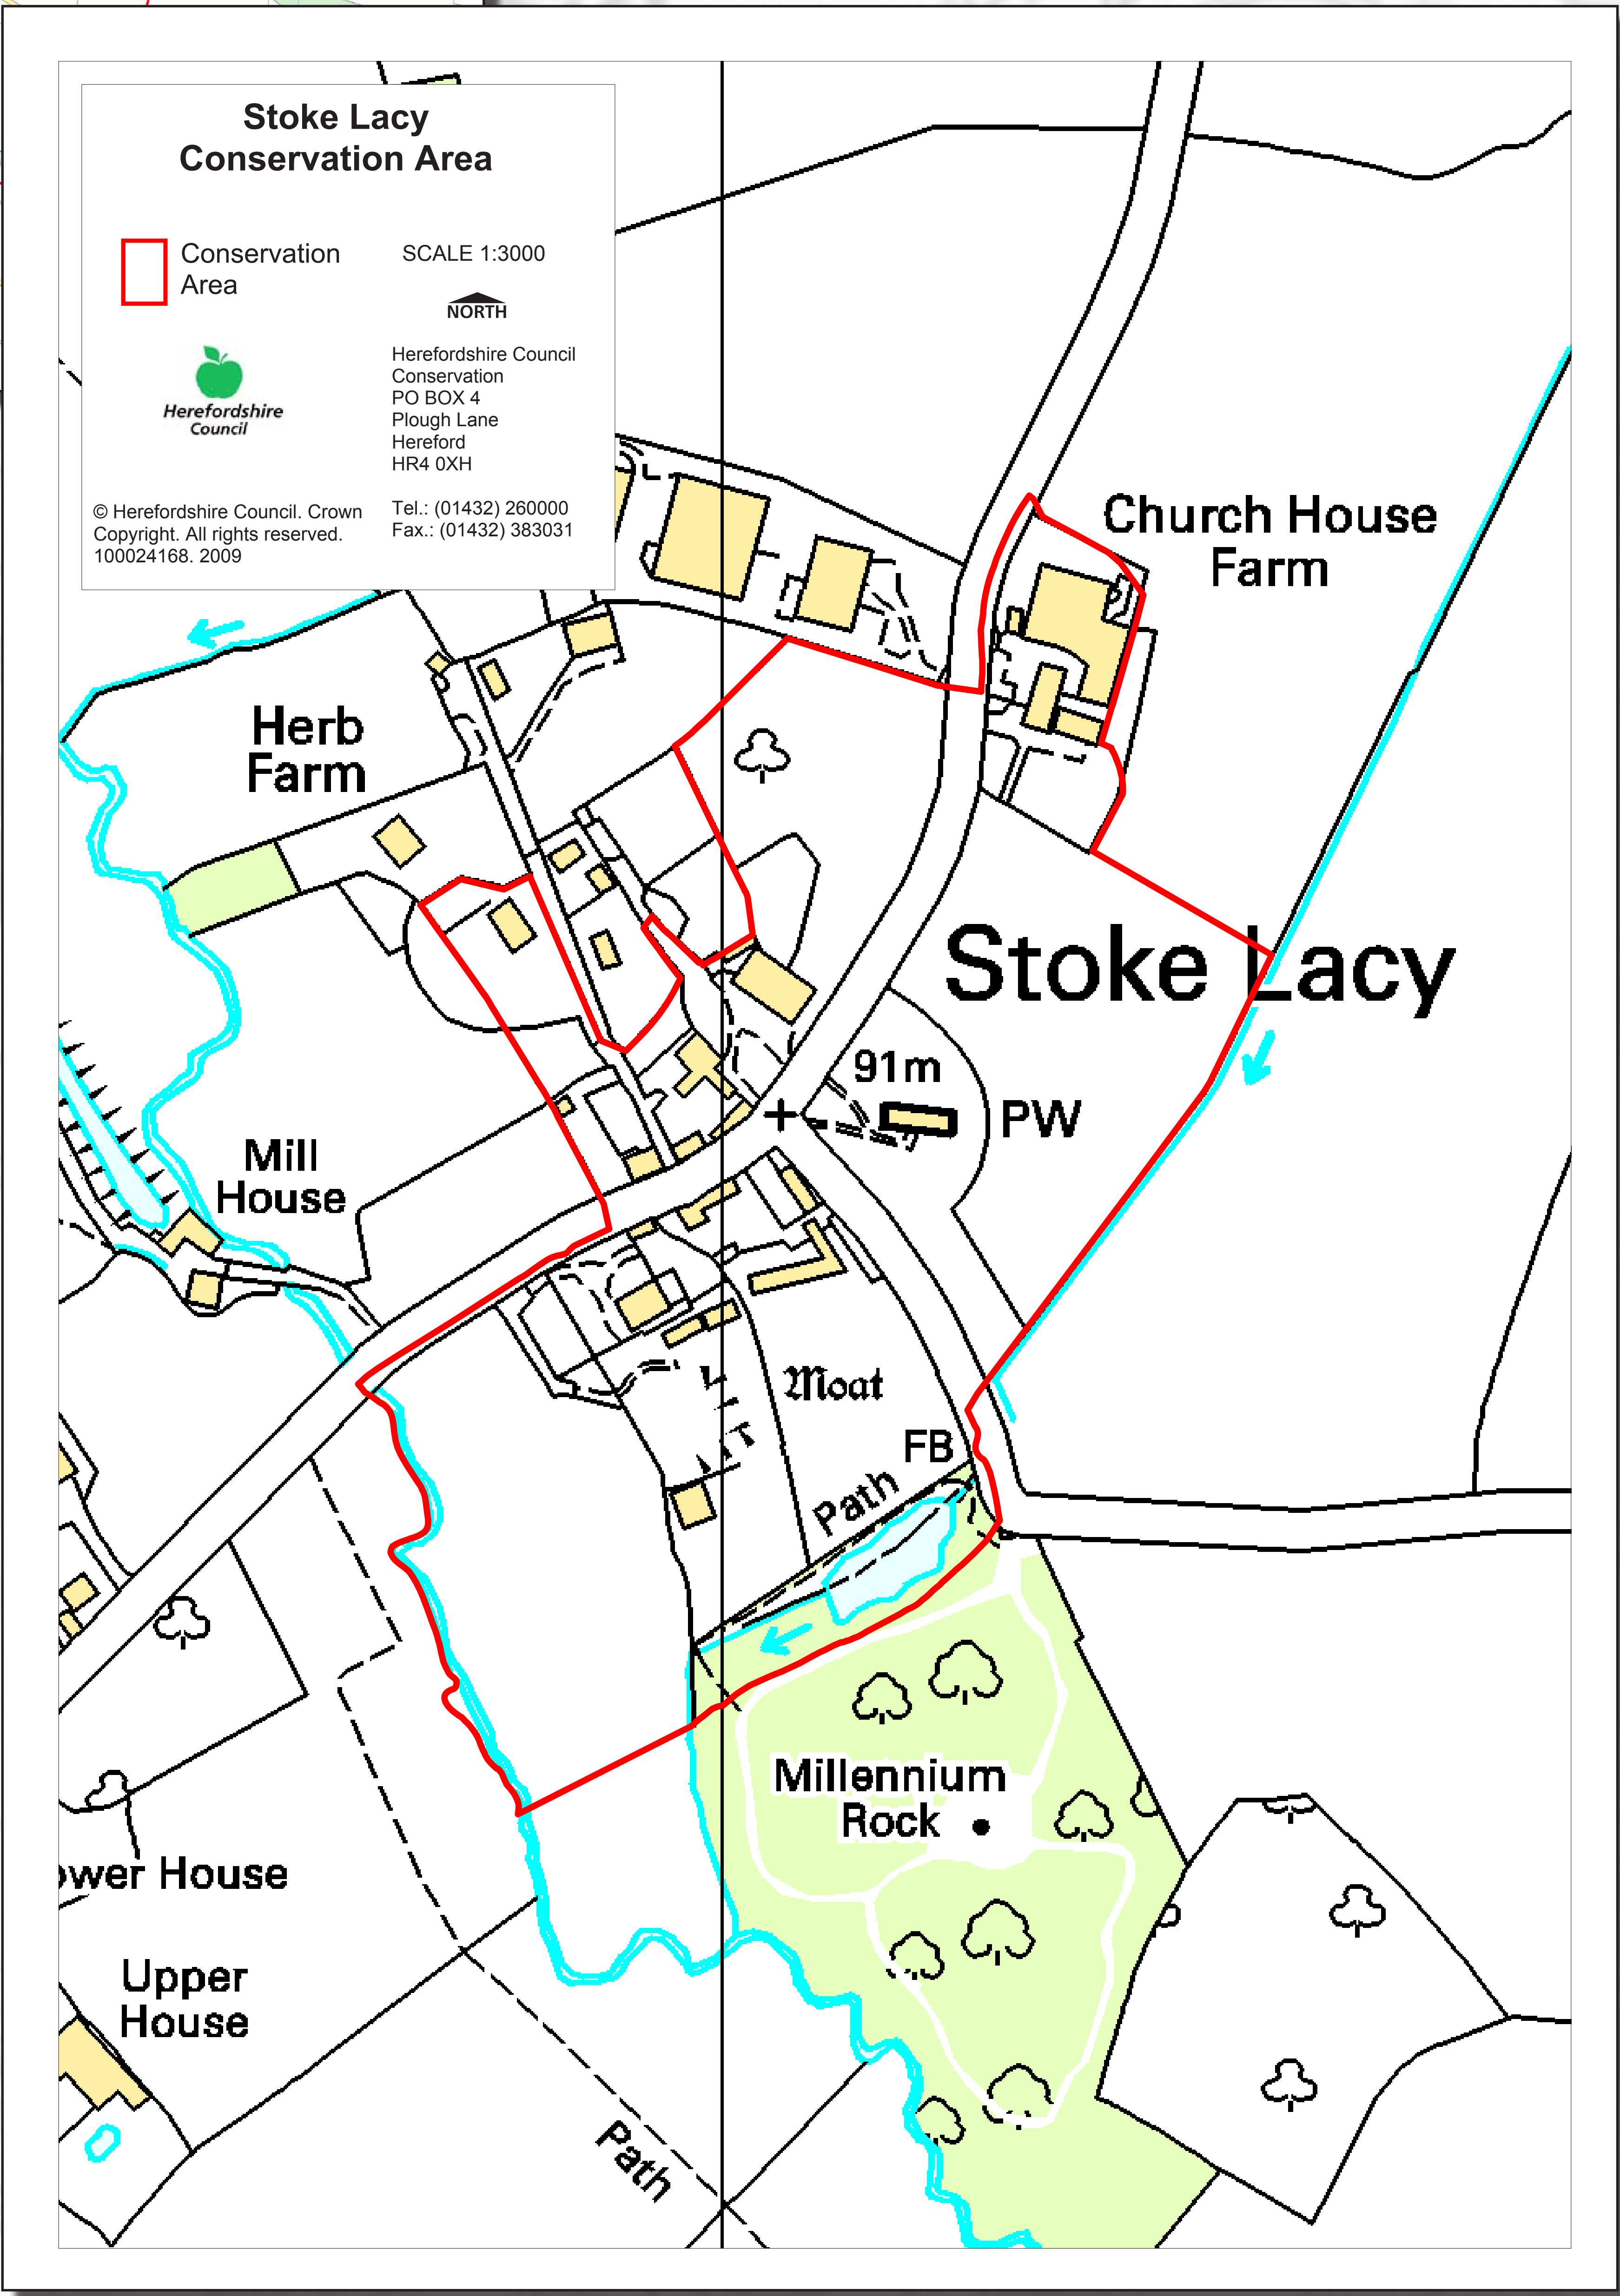 Stoke Lacy
Conservation Area
Conservation
Area
SCALE 1:3000
NORTH
Herefordshire
Council
Herefordshire Council
Conservation
PO BOX 4
Plough Lane
Hereford
HR4 0XH
Tel.: (01432) 260000
Fax.: (01432) 383031
© Herefordshire Council. Crown
Copyright. All rights reserved.
100024168. 2009
Church House
Farm
Herb
Farm
Stoke Lacy
91m
PW
Mill
House
Moat
FB
Path
Millennium
Rock
ower House
Upper
House
Path